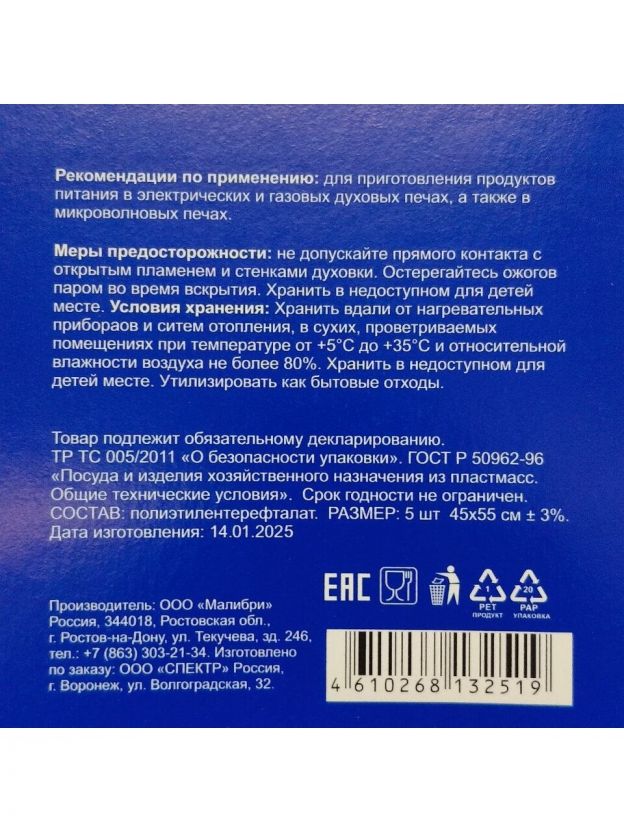 Рекомендации по применению: для приготовления продуктов
питания в электрических и газовых духовых печах, а также в
микроволновых печах.
Меры предосторожности: не допускайте прямого контакта с
открытым пламенем и стенками духовки. Остерегайтесь ожогов
паром во время вскрытия. Хранить в недоступном для детей
месте. Условия хранения: Хранить вдали от нагревательных
прибораов и ситем отопления, в сухих, проветриваемых
помещениях при температуре от +5°С до +35°С и относительной
влажности воздуха не более 80%. Хранить в недоступном для
детей месте. Утилизировать как бытовые отходы.
Товар подлежит обязательному декларированию.
ТР ТС 005/2011 «О безопасности упаковки». ГОСТ Р 50962-96
«Посуда и изделия хозяйственного назначения из пластмасс.
Общие технические условия». Срок годности не ограничен.
СОСТАВ: полиэтилентерефталат. РАЗМЕР: 5 шт 45х55 см ± 3%.
Дата изготовления: 14.01.2025
Производитель: ООО «Малибри»
Россия, 344018, Ростовская обл.,
г. Ростов-на-Дону, ул. Текучева, зд. 246,
тел.: +7 (863) 303-21-34. Изготовлено
по заказу: ООО «СПЕКТР» Россия,
г. Воронеж, ул. Волгоградская, 32.
EAC
1 20
PET PAP
ПРОДУКТ УПАКОВКА
4 610268 132519